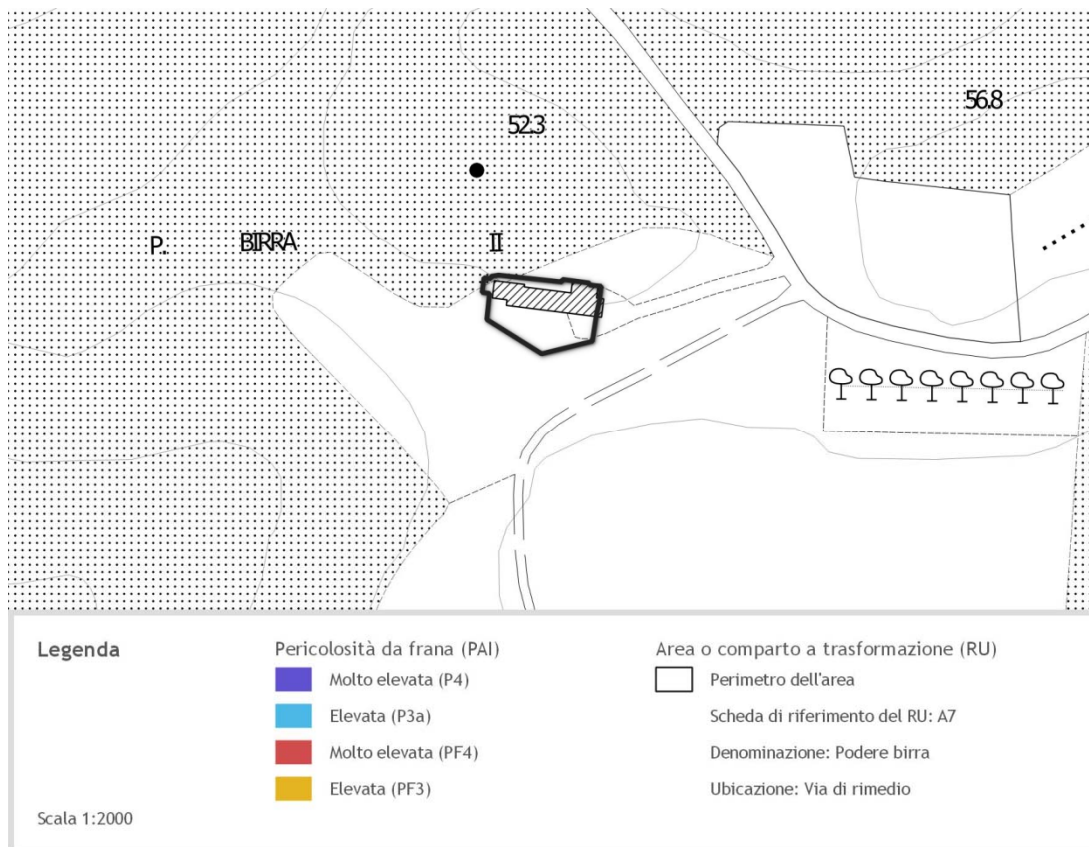 56.8
52.3
P. BIRRA II
Legenda
Pericolosità da frana (PAI)
Molto elevata (P4)
Elevata (P3a)
Molto elevata (PF4)
Elevata (PF3)
Area o comparto a trasformazione (RU)
Perimetro dell'area
Scheda di riferimento del RU: A7
Denominazione: Podere birra
Ubicazione: Via di rimedio
Scala 1:2000